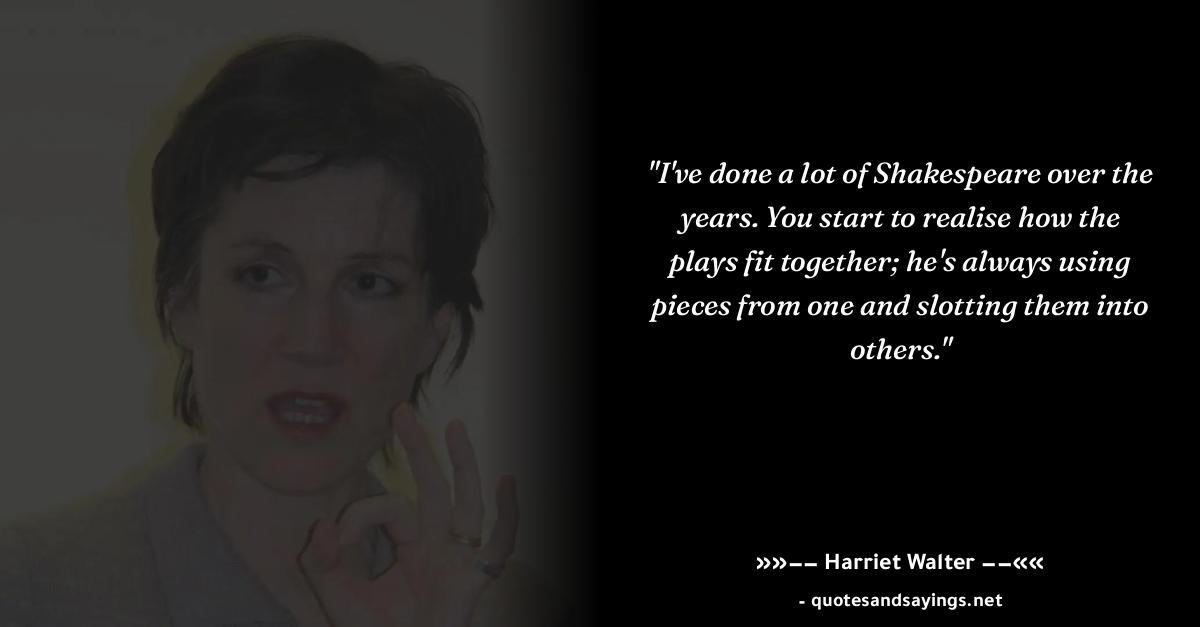 "I've done a lot of Shakespeare over the
years. You start to realise how the
plays fit together; he's always using
pieces from one and slotting them into
others."
»»–– Harriet Walter ––««
- quotesandsayings.net